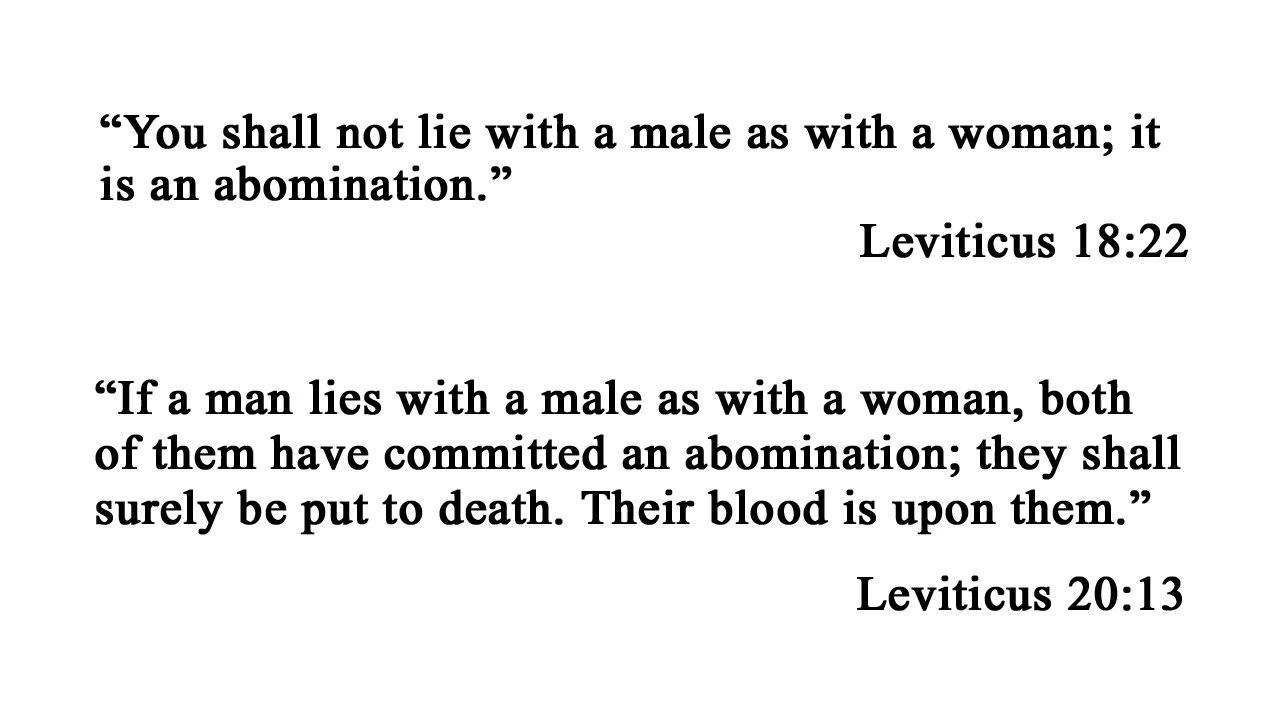 “You shall not lie with a male as with a woman; it
is an abomination.”
Leviticus 18:22
“If a man lies with a male as with a woman, both
of them have committed an abomination; they shall
surely be put to death. Their blood is upon them.”
Leviticus 20:13